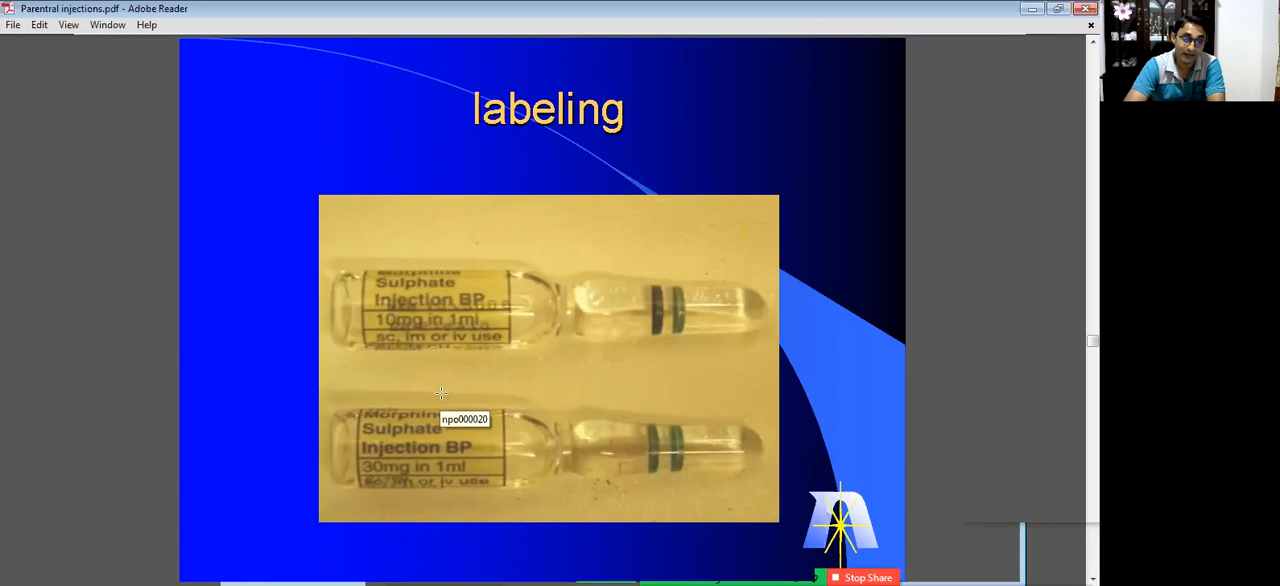 Parentral injections.pdf - Adobe Reader
File Edit View Window Help
labeling
Morphine
Sulphate
Injection BP
10mg in 1ml
sc, im or iv use
Morphin
Sulphate
Injection BP
30mg in 1ml
sc, im or iv use
npo000020
Stop Share